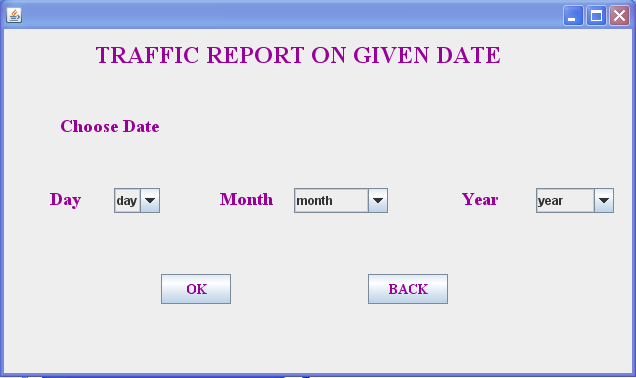 TRAFFIC REPORT ON GIVEN DATE
Choose Date
Day day Month month Year year
OK BACK